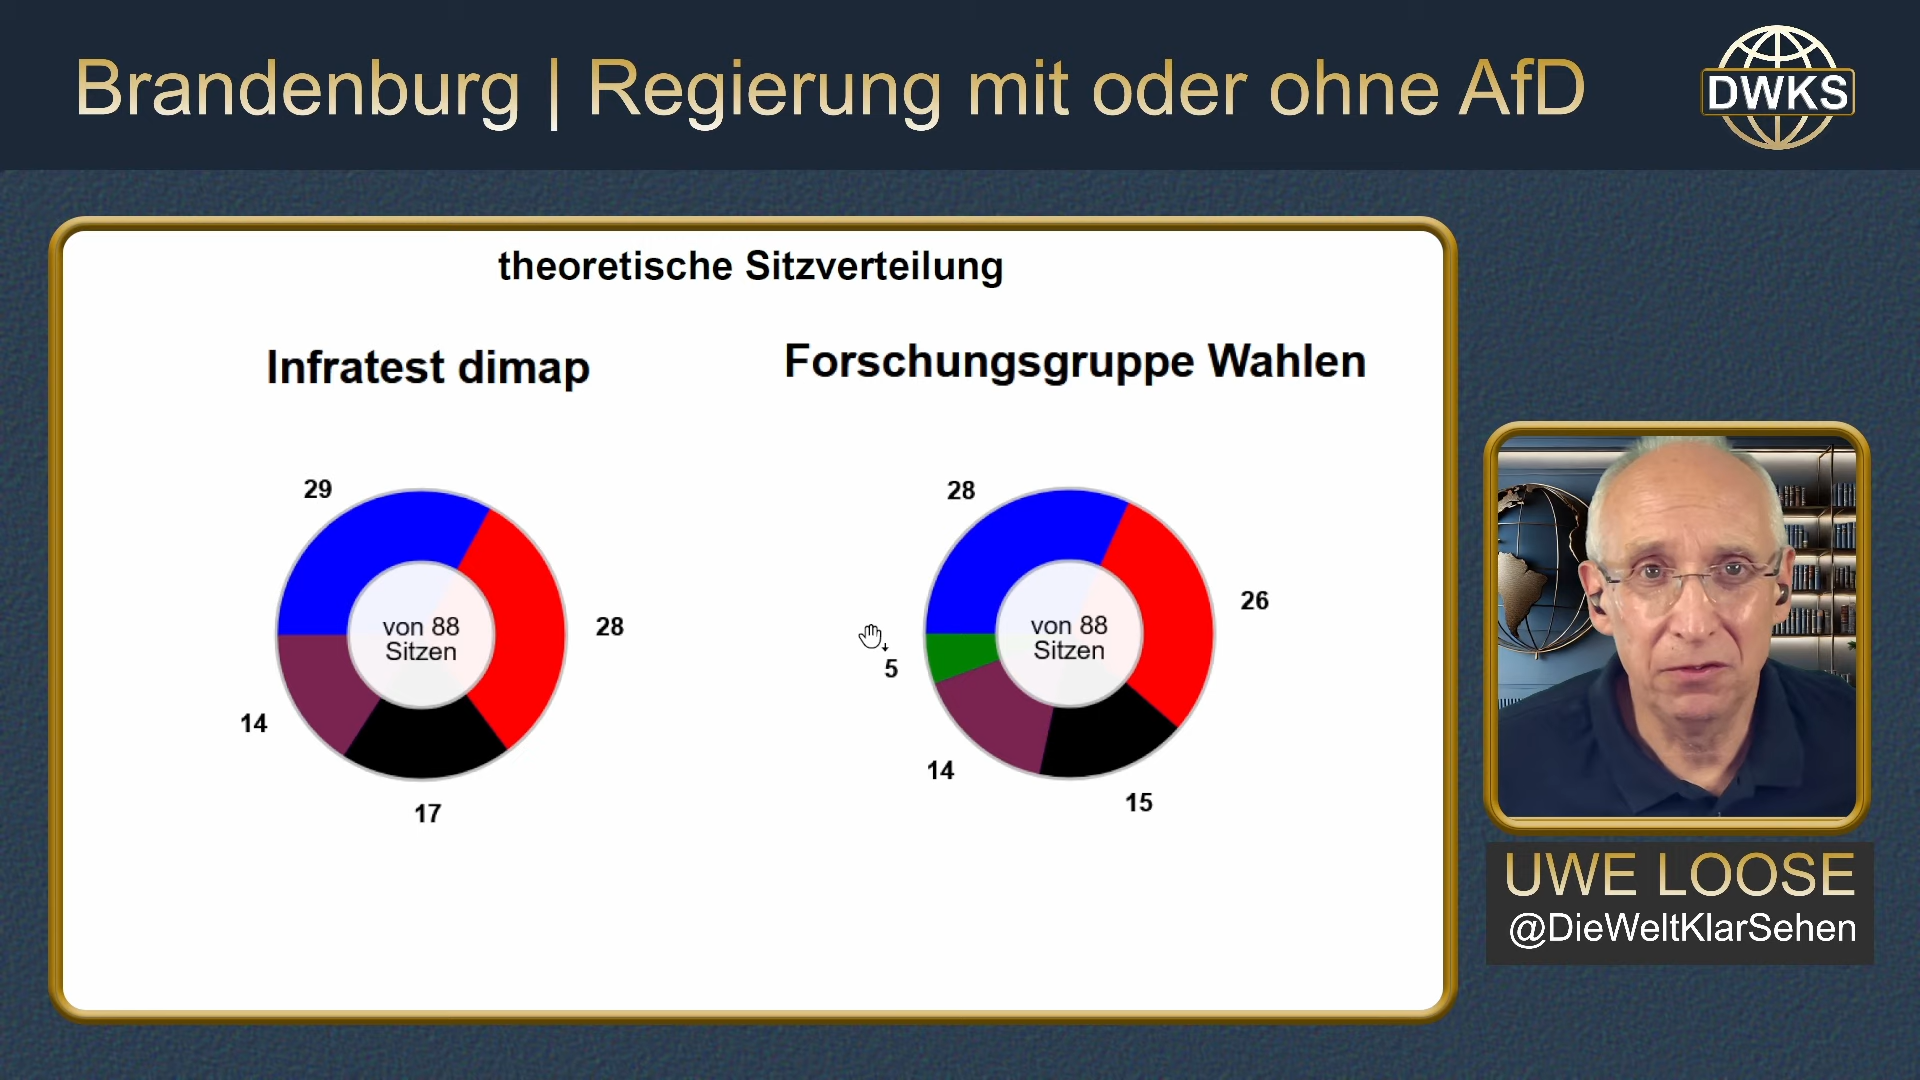 Brandenburg | Regierung mit oder ohne AfD
DWKS
theoretische Sitzverteilung
Infratest dimap
29
28
von 88
Sitzen
14
17
Forschungsgruppe Wahlen
28
26
von 88
Sitzen
5
14
15
UWE LOOSE
@DieWeltKlarSehen